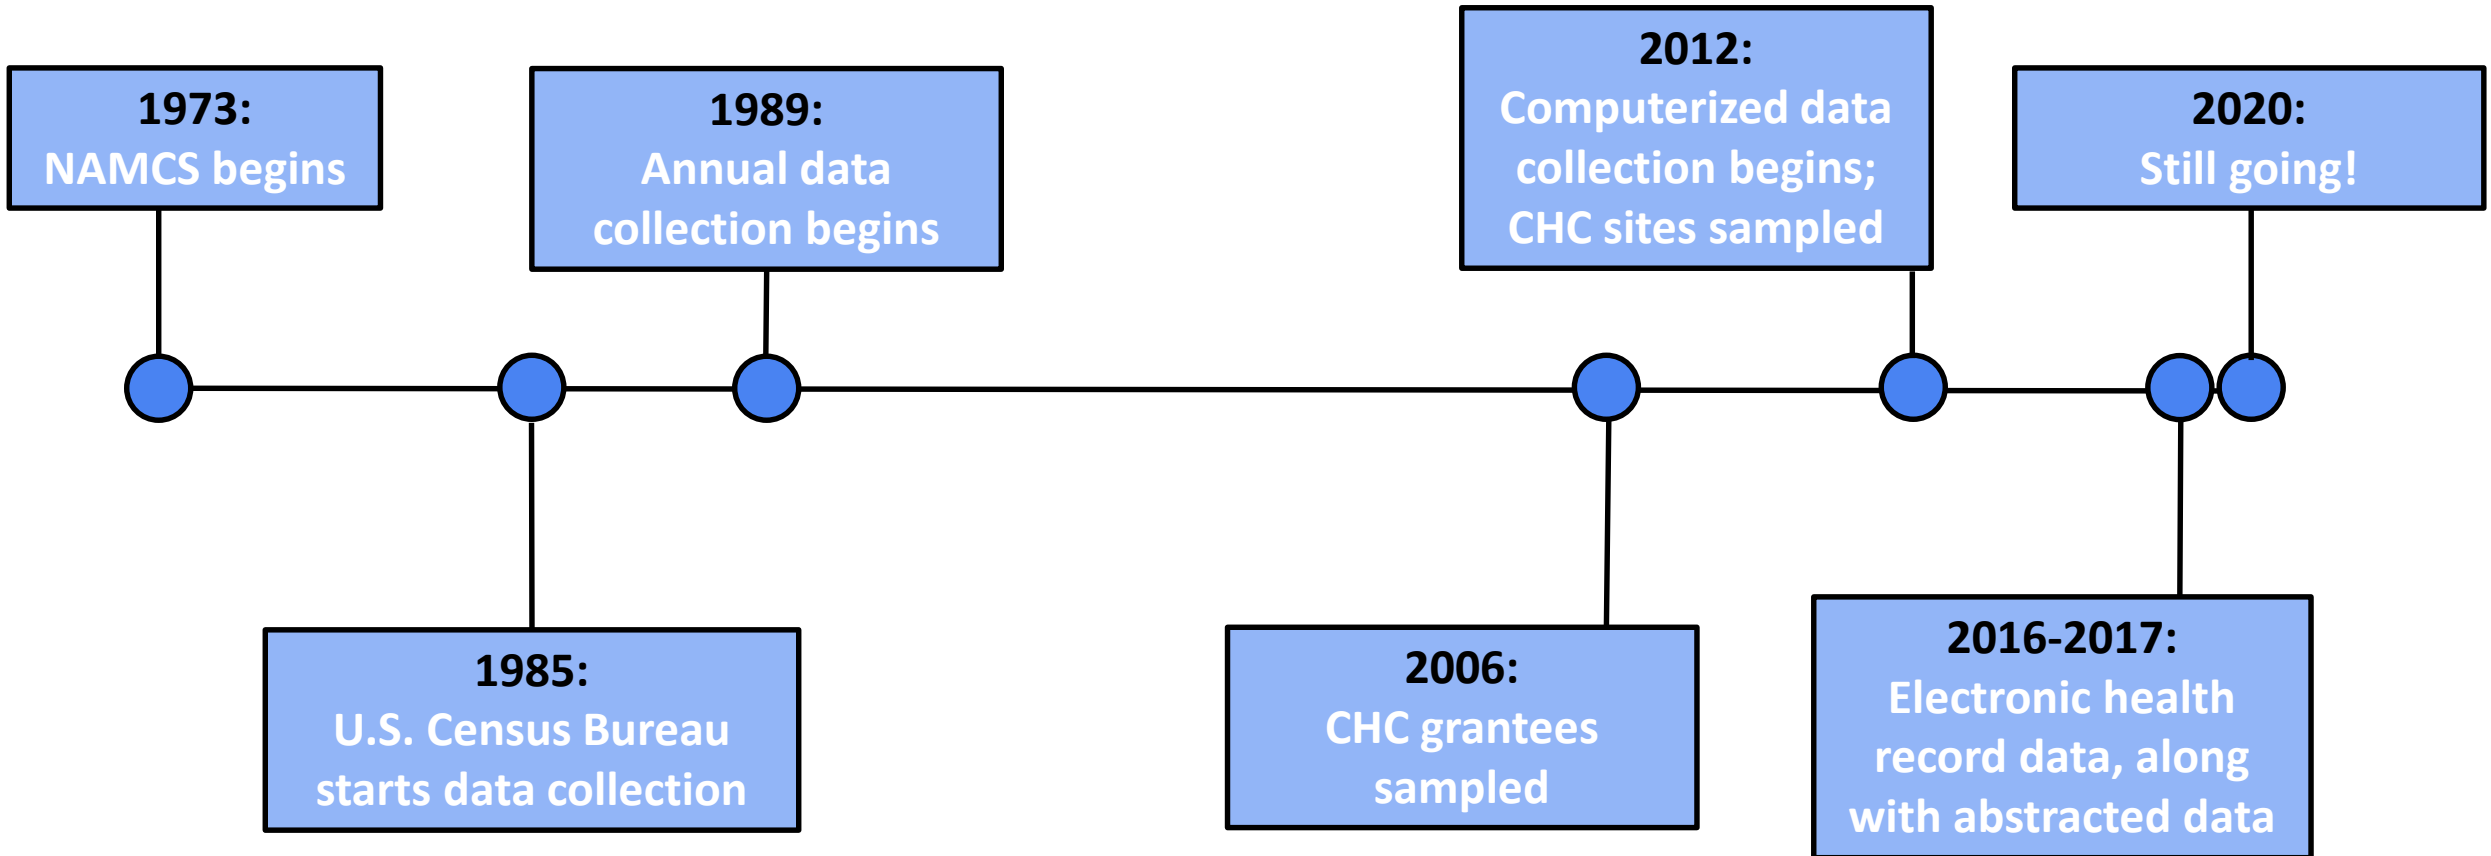 1973:
NAMCS begins
1985:
U.S. Census Bureau
starts data collection
1989:
Annual data
collection begins
2006:
CHC grantees
sampled
2012:
Computerized data
collection begins;
CHC sites sampled
2016-2017:
Electronic health
record data, along
with abstracted data
2020:
Still going!